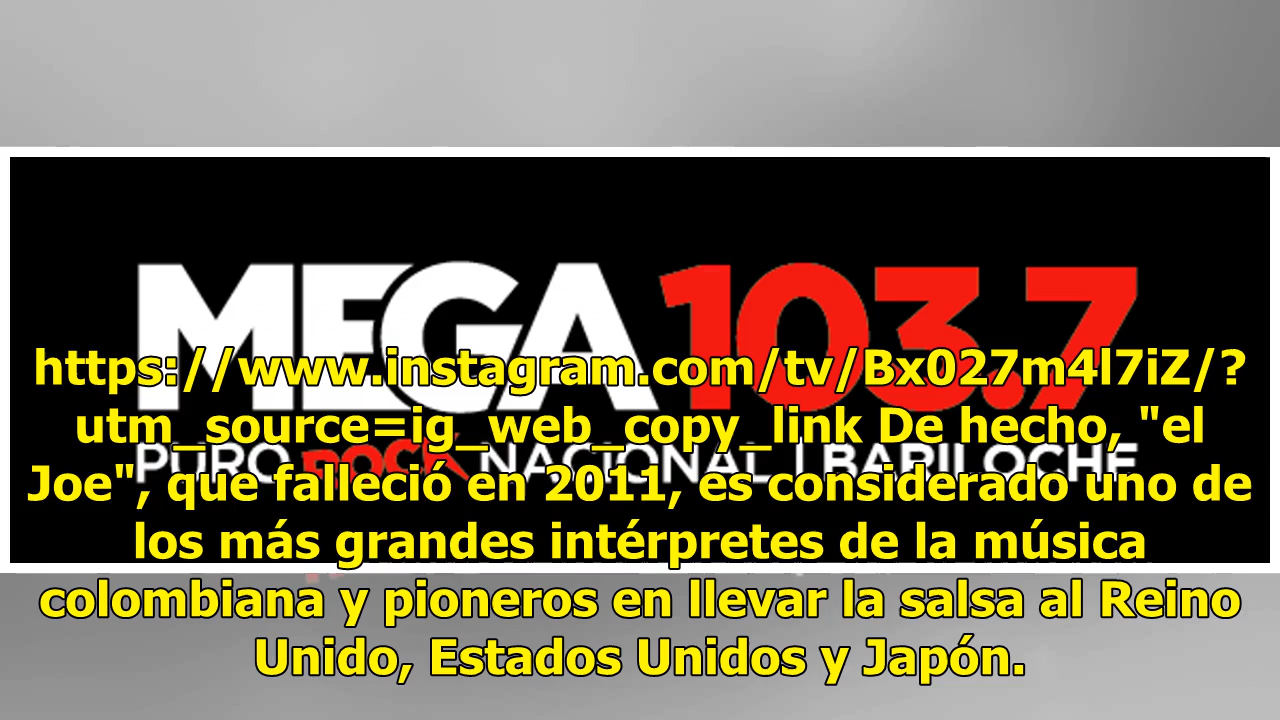 MEGA 103.7
PURO ROCK NACIONAL | BARILOCHE
https://www.instagram.com/tv/Bx027m4l7iZ/?
utm_source=ig_web_copy_link De hecho, "el
Joe", que falleció en 2011, es considerado uno de
los más grandes intérpretes de la música
colombiana y pioneros en llevar la salsa al Reino
Unido, Estados Unidos y Japón.